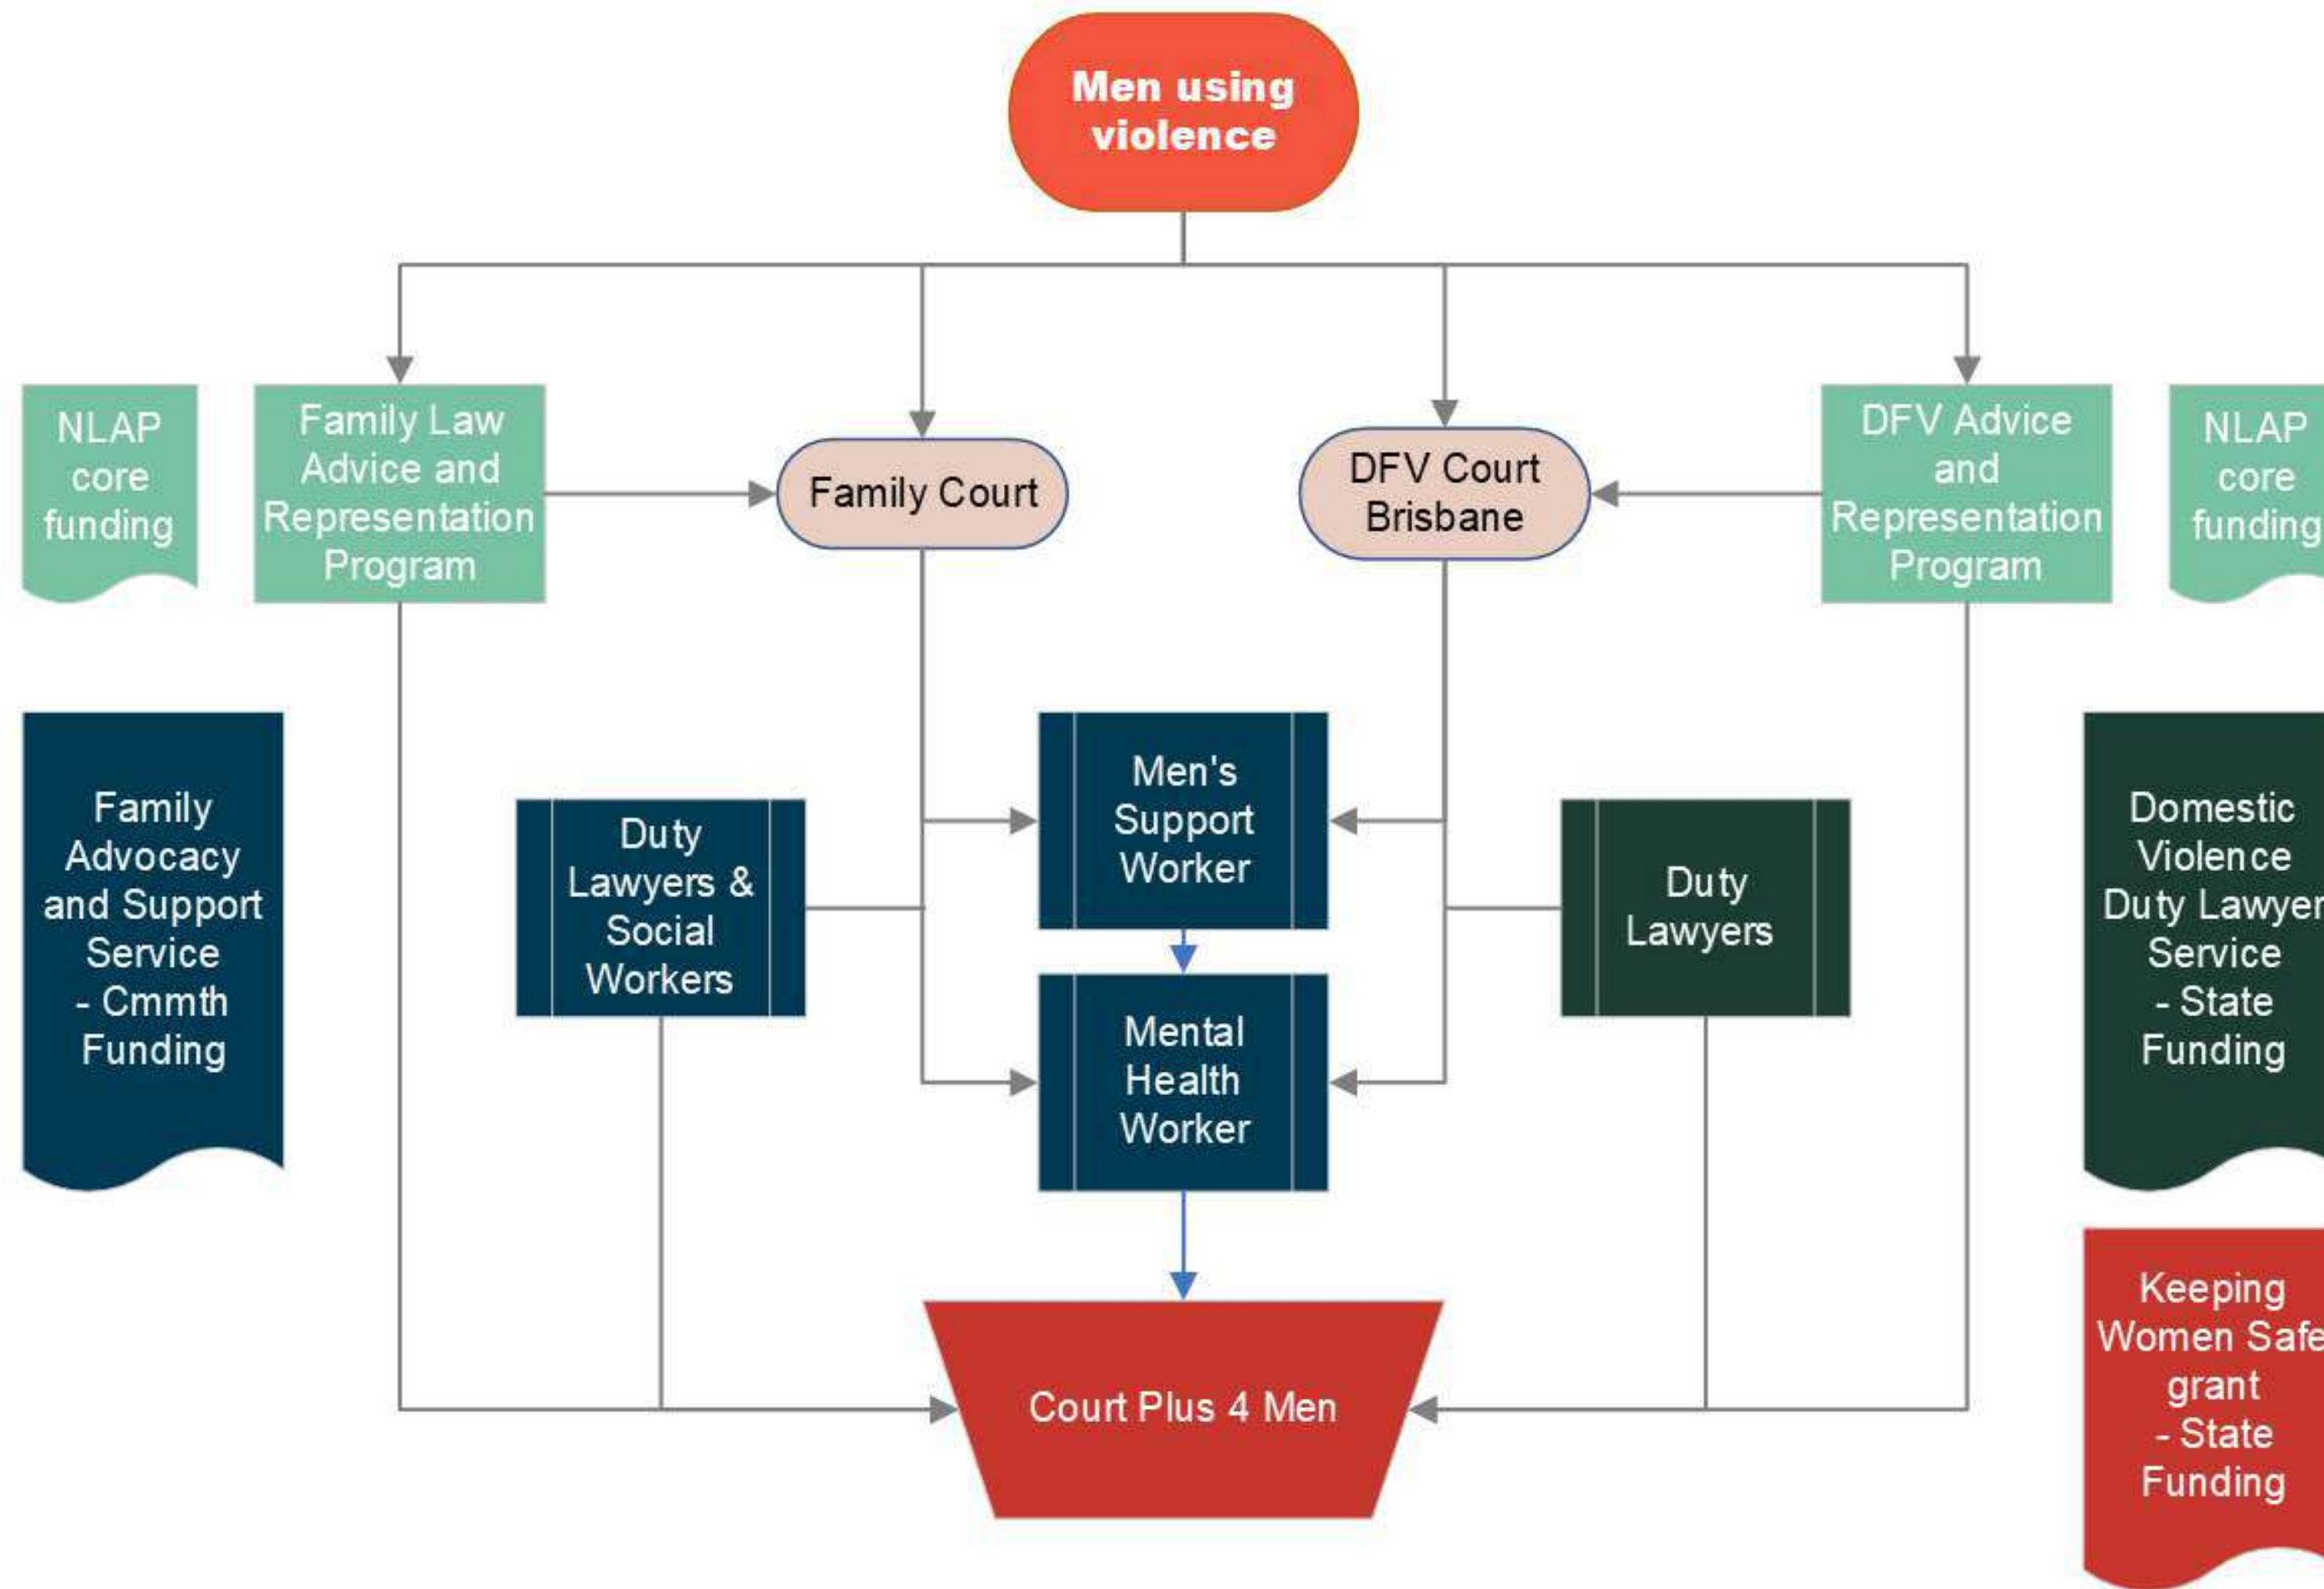 Men using
violence
NLAP
core
funding
Family Law
Advice and
Representation
Program
Family Court
DFV Court
Brisbane
DFV Advice
and
Representation
Program
NLAP
core
funding
Family
Advocacy
and Support
Service
- Cmmth
Funding
Duty
Lawyers &
Social
Workers
Men's
Support
Worker
Mental
Health
Worker
Duty
Lawyers
Domestic
Violence
Duty Lawyer
Service
- State
Funding
Court Plus 4 Men
Keeping
Women Safe
grant
- State
Funding